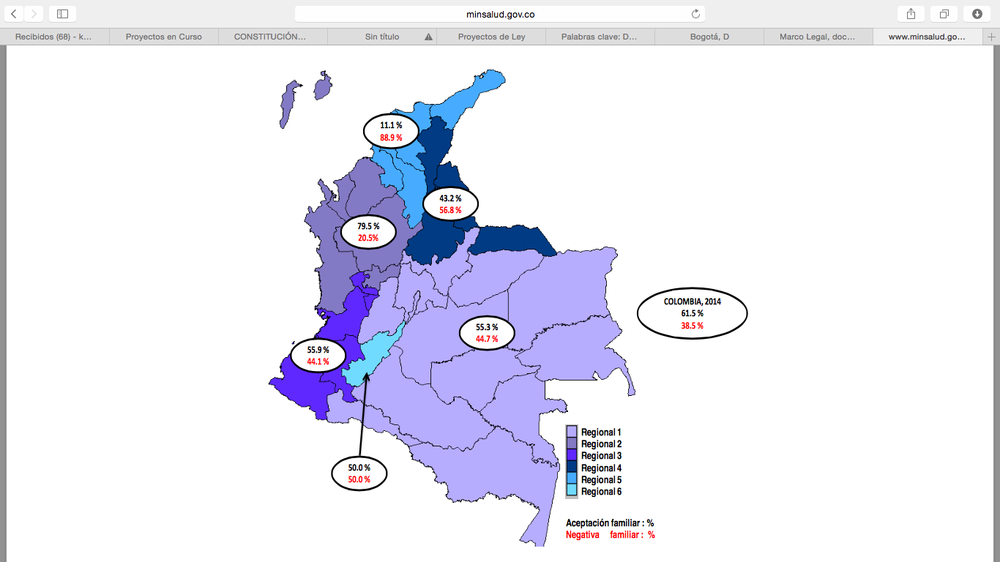 minsalud.gov.co
Recibidos (68) - k...
Proyectos en Curso
CONSTITUCIÓN...
Sin título
Proyectos de Ley
Palabras clave: D...
Bogotá, D
Marco Legal, doc...
www.minsalud.go...
11.1 %
88.9 %
43.2 %
56.8 %
79.5 %
20.5%
COLOMBIA, 2014
61.5 %
38.5 %
55.3 %
44.7 %
55.9 %
44.1 %
50.0 %
50.0 %
Regional 1
Regional 2
Regional 3
Regional 4
Regional 5
Regional 6
Aceptación familiar : %
Negativa familiar : %